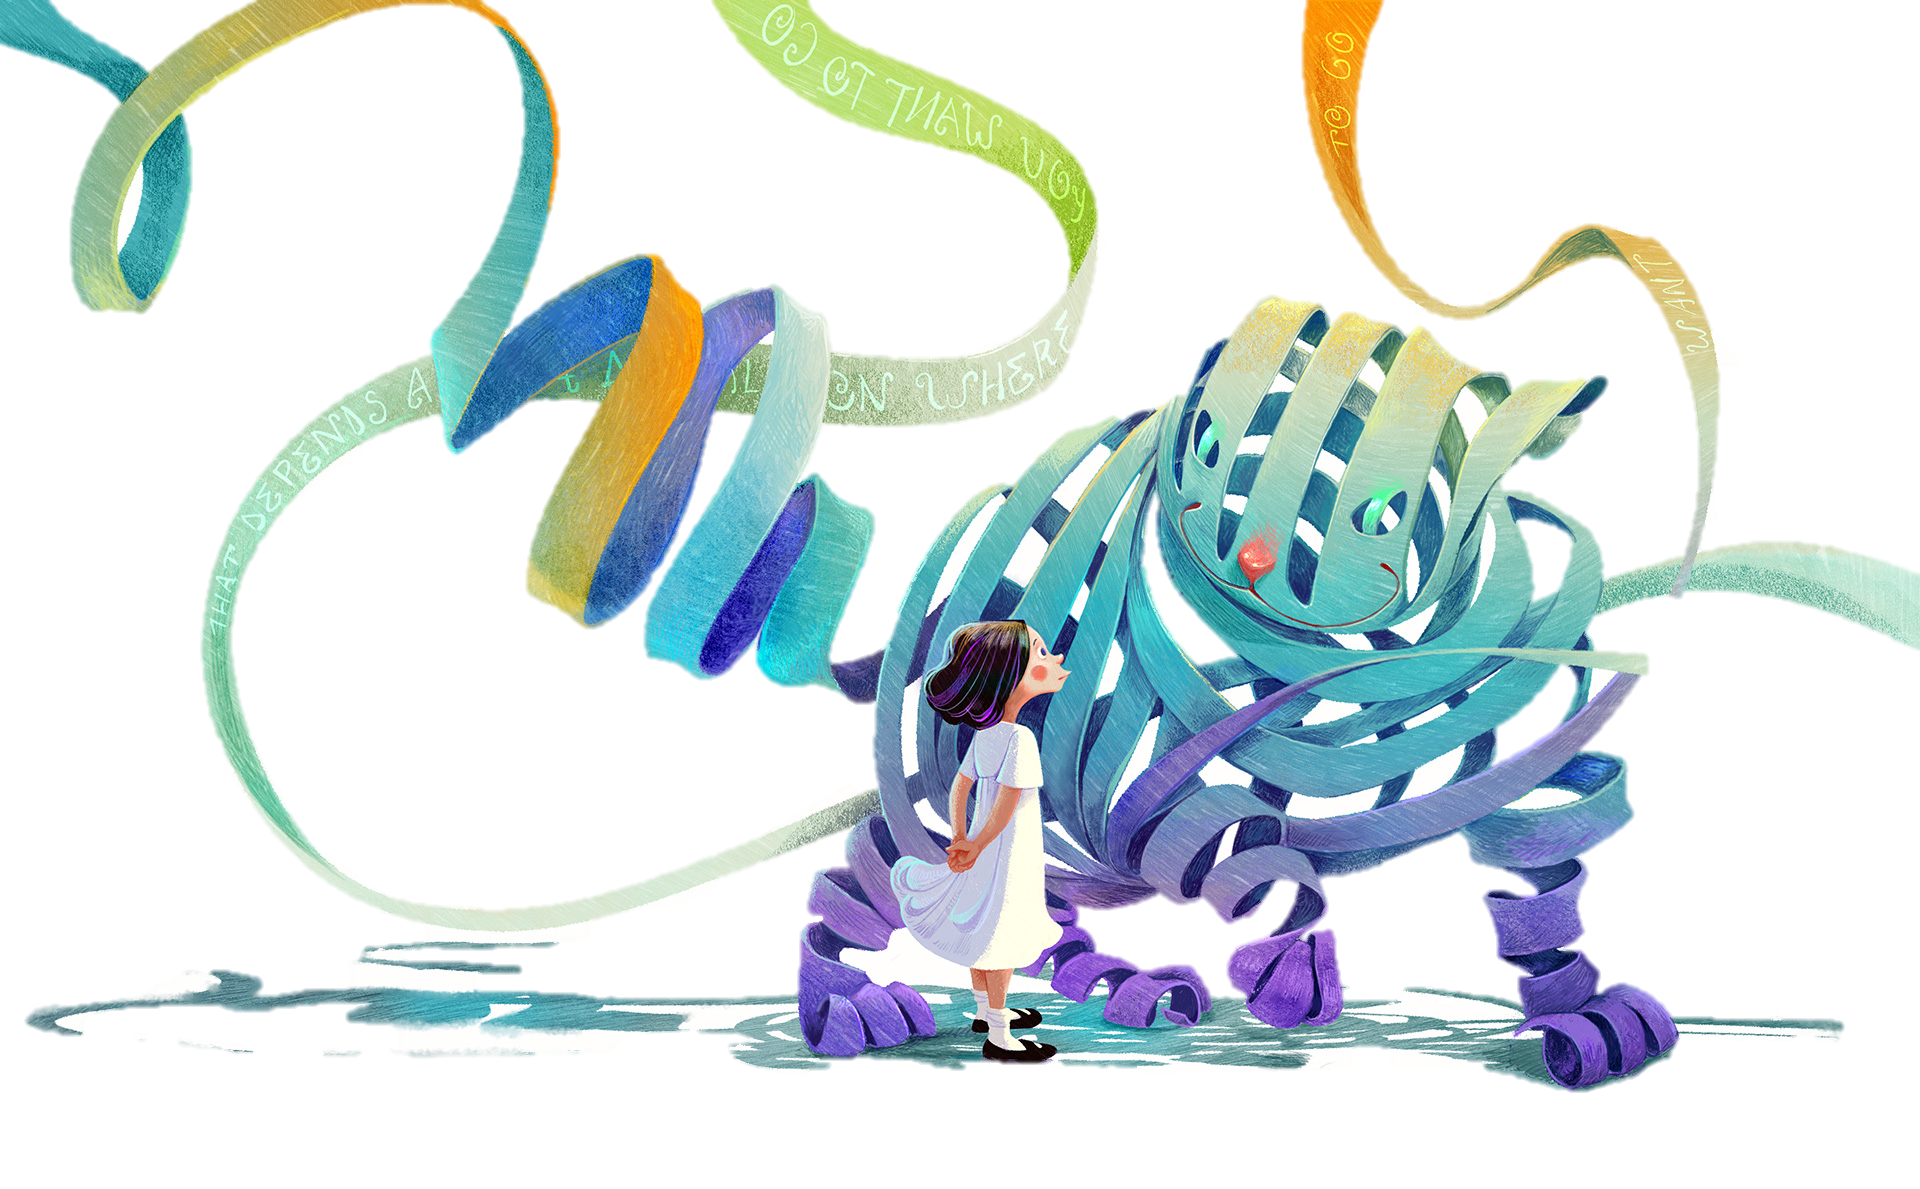 THAT DEPENDS A
ON WHERE
YOU WANT TO GO
WANT
TO GO